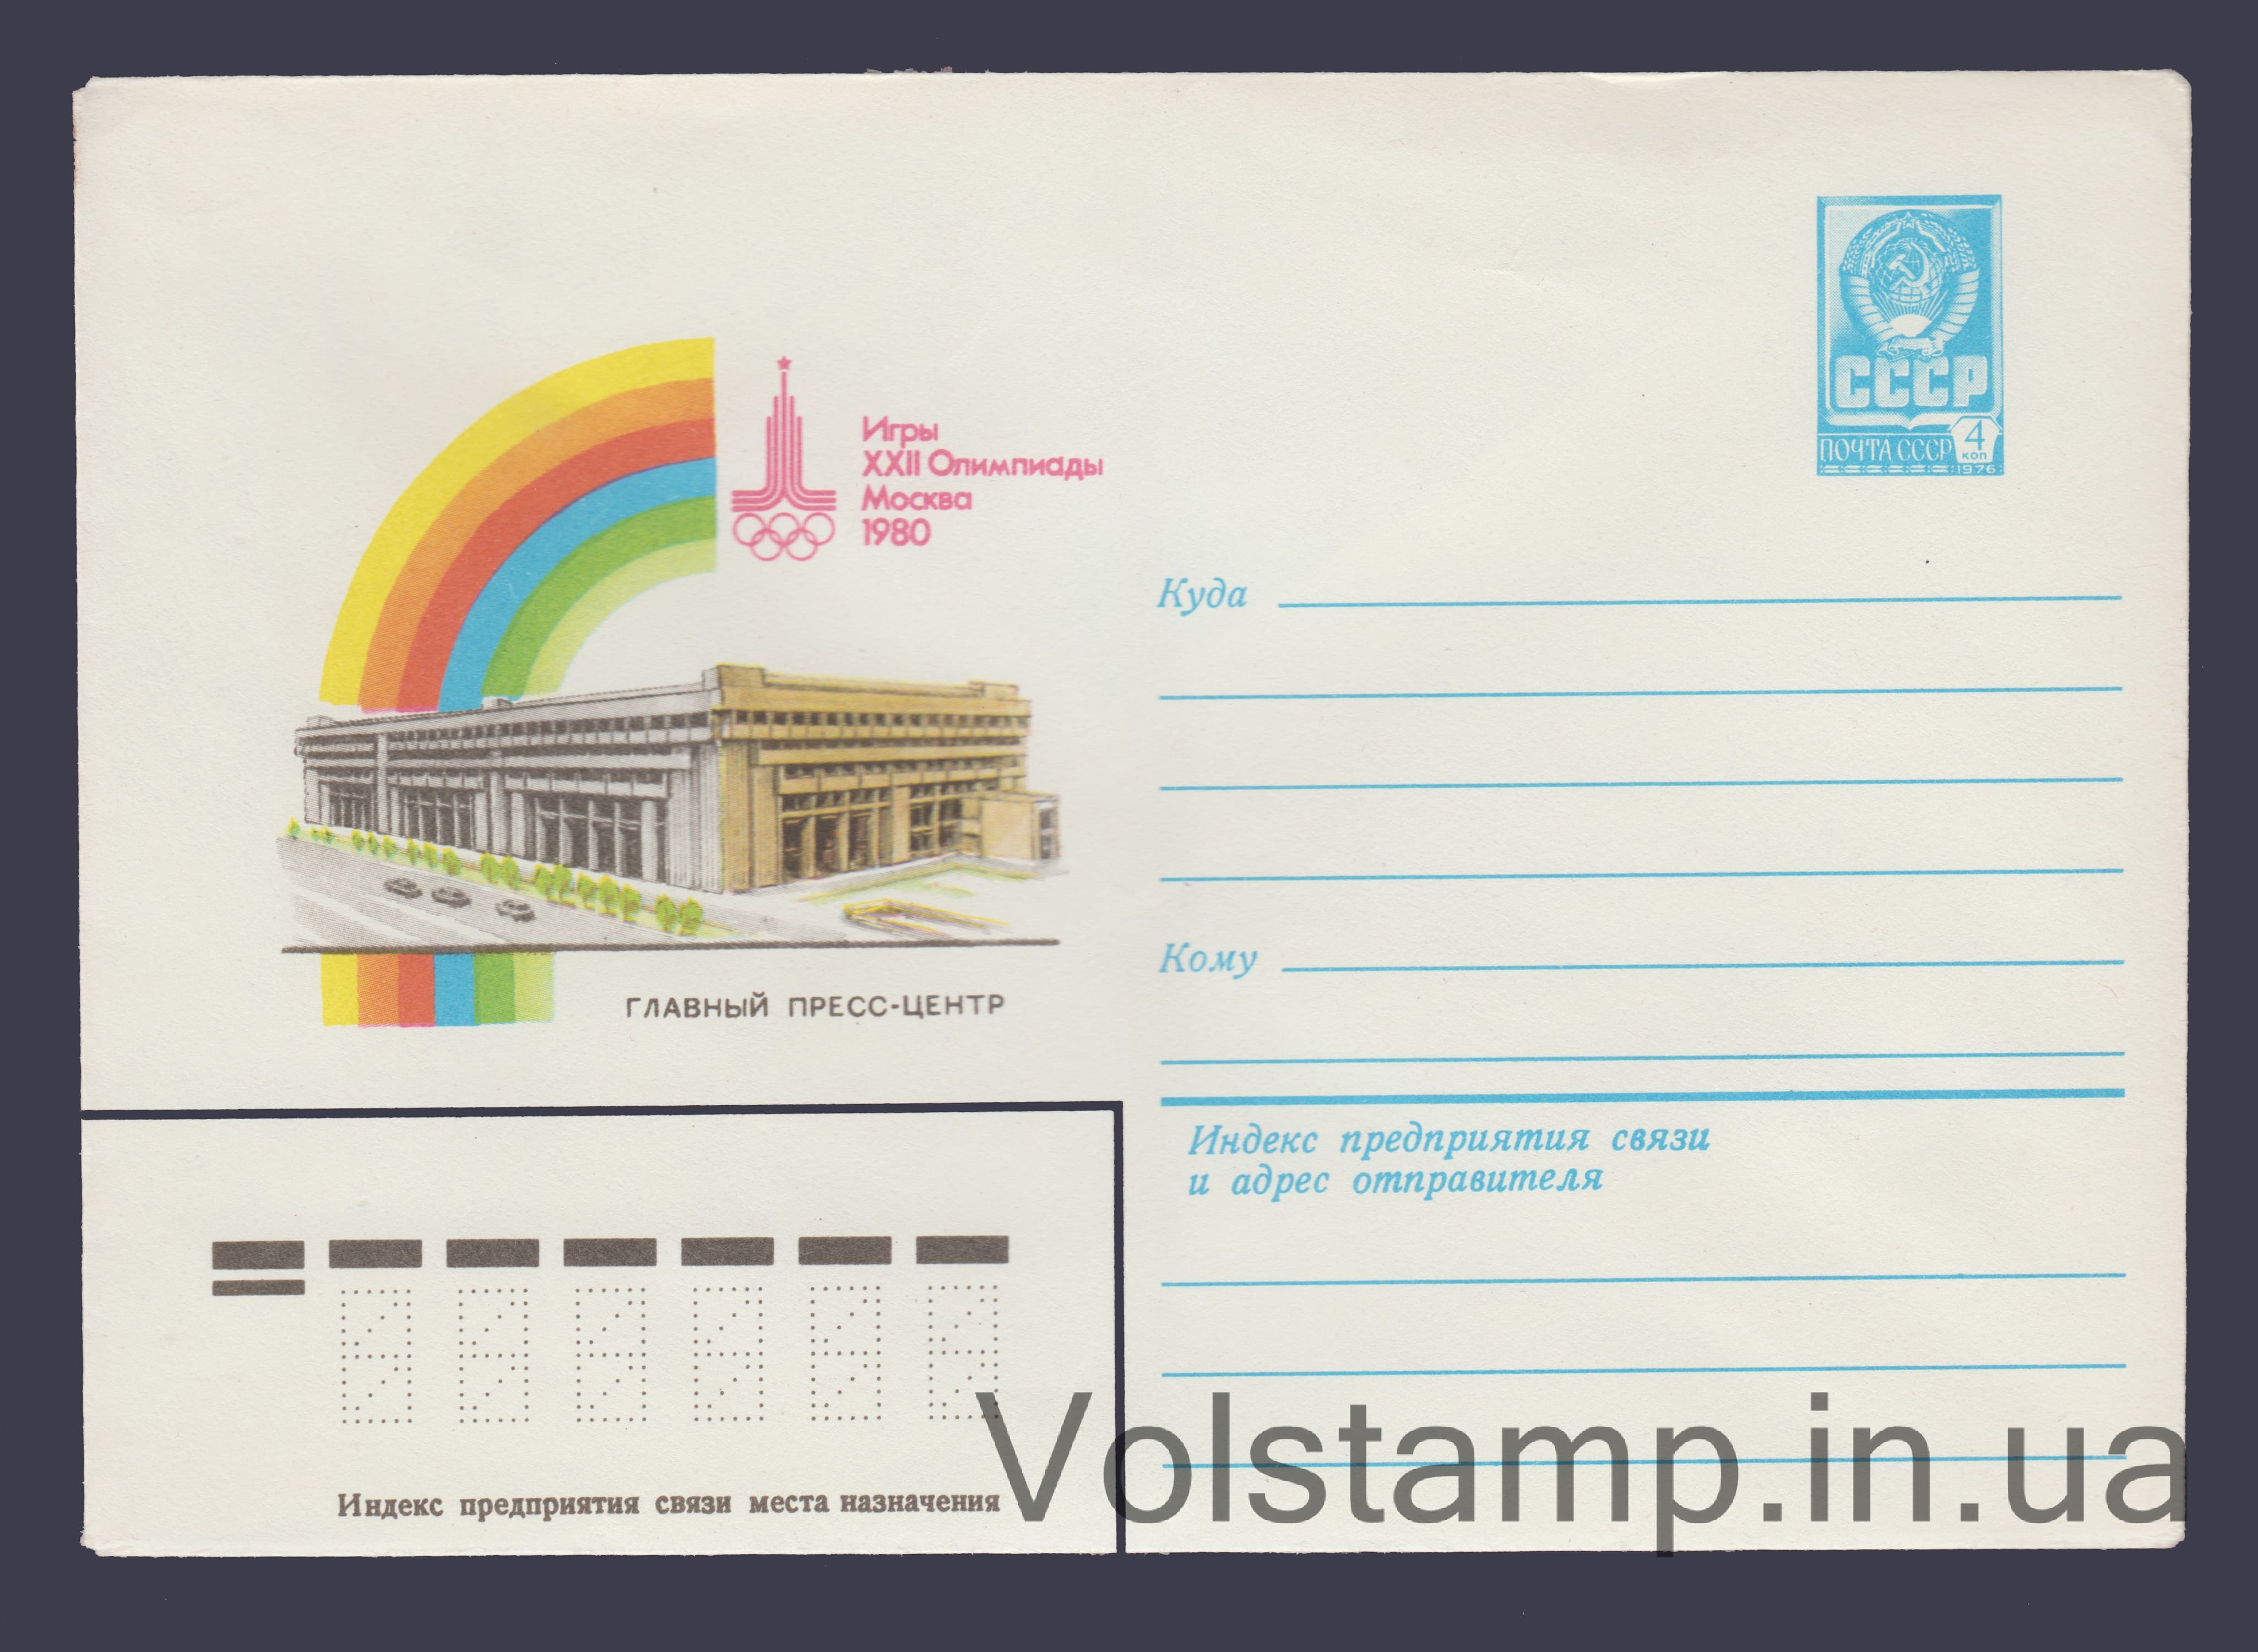 Игры
XXII Олимпиады
Москва
1980
СССР
ПОЧТА СССР 4 коп
1976
Куда
Кому
ГЛАВНЫЙ ПРЕСС-ЦЕНТР
Индекс предприятия связи
и адрес отправителя
Индекс предприятия связи места назначения
Volstamp.in.ua